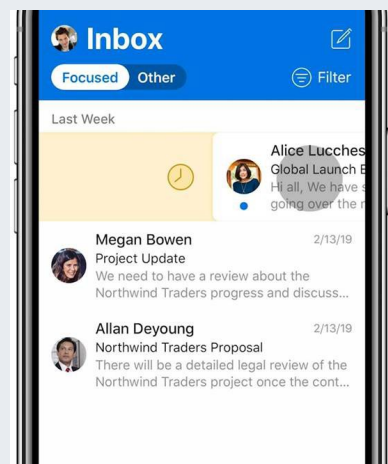 Inbox
Focused Other Filter
Last Week
Alice Lucches
Global Launch E
Hi all, We have s
going over the r
Megan Bowen 2/13/19
Project Update
We need to have a review about the
Northwind Traders progress and discuss...
Allan Deyoung 2/13/19
Northwind Traders Proposal
There will be a detailed legal review of the
Northwind Traders project once the cont...